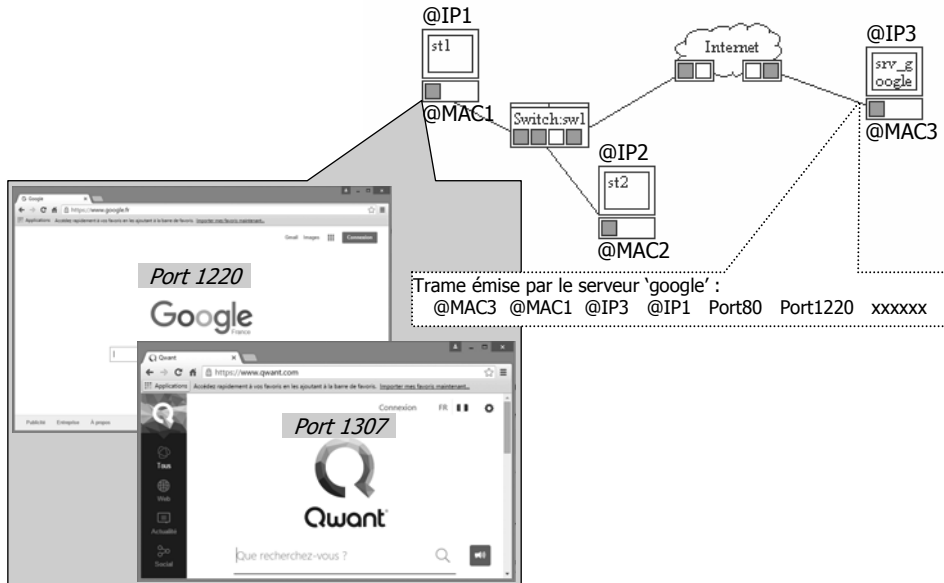 @IP1
st1
@MAC1
Internet
@IP3
srv_g
oogle
@MAC3
Switch:sw1
@IP2
st2
@MAC2
Trame émise par le serveur ‘google’ :
@MAC3 @MAC1 @IP3 @IP1 Port80 Port1220 xxxxxx
Google
https://www.google.fr
Applications Accédez rapidement à vos favoris en les ajoutant à la barre de favoris. Importer mes favoris maintenant...
Gmail Images Connexion
Port 1220
Google
France
Publicité Entreprise À propos
Qwant
https://www.qwant.com
Applications Accédez rapidement à vos favoris en les ajoutant à la barre de favoris. Importer mes favoris maintenant...
Connexion FR
Port 1307
Tous
Web
Actualité
Social
Qwant
Que recherchez-vous ?